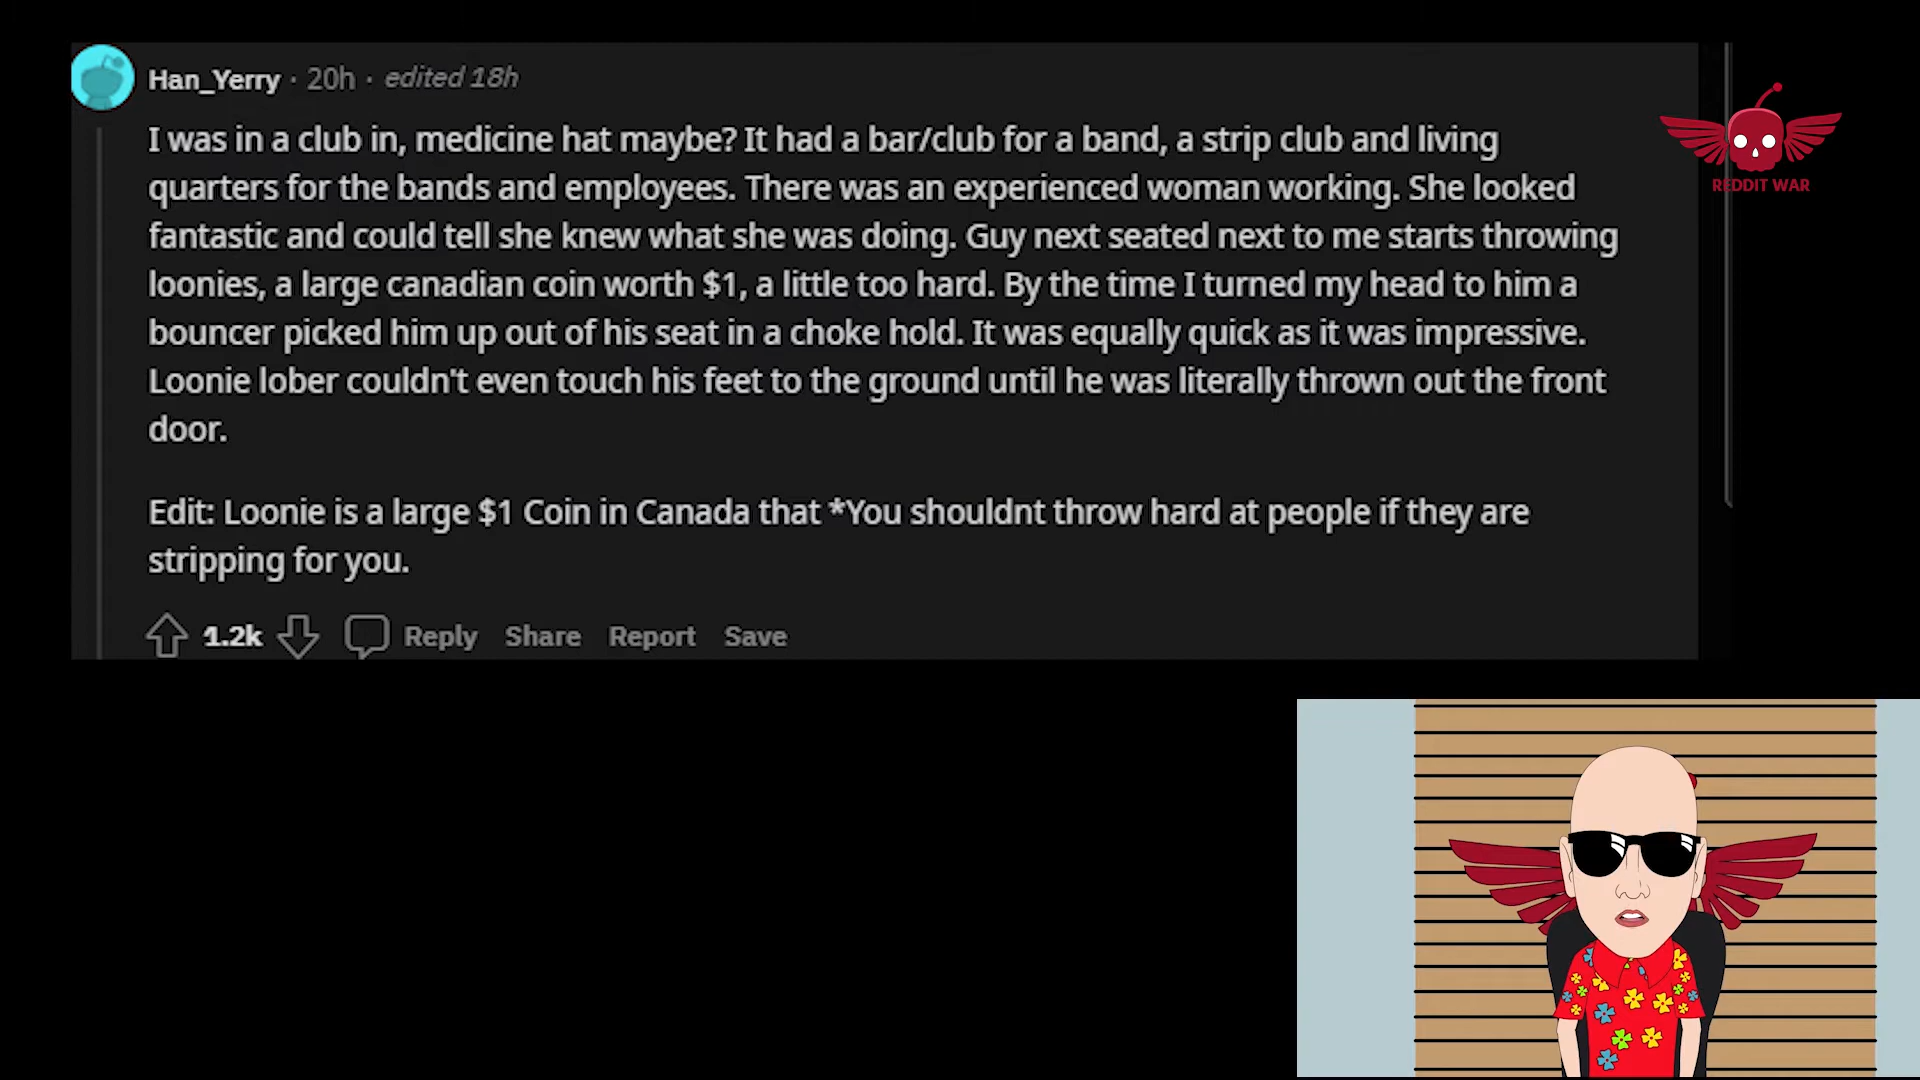 Han_Yerry · 20h · edited 18h
I was in a club in, medicine hat maybe? It had a bar/club for a band, a strip club and living
quarters for the bands and employees. There was an experienced woman working. She looked
fantastic and could tell she knew what she was doing. Guy next seated next to me starts throwing
loonies, a large canadian coin worth $1, a little too hard. By the time I turned my head to him a
bouncer picked him up out of his seat in a choke hold. It was equally quick as it was impressive.
Loonie lober couldn't even touch his feet to the ground until he was literally thrown out the front
door.
Edit: Loonie is a large $1 Coin in Canada that *You shouldnt throw hard at people if they are
stripping for you.
1.2k Reply Share Report Save
REDDIT WAR